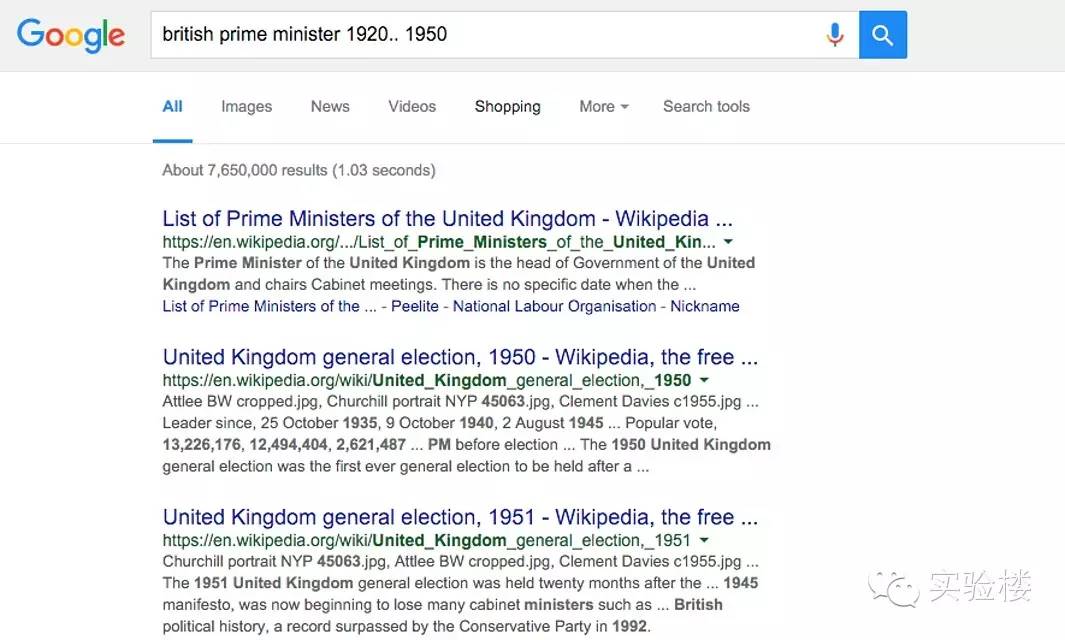 Google
british prime minister 1920.. 1950
All Images News Videos Shopping More Search tools
About 7,650,000 results (1.03 seconds)
List of Prime Ministers of the United Kingdom - Wikipedia ...
https://en.wikipedia.org/.../List_of_Prime_Ministers_of_the_United_Kin...
The Prime Minister of the United Kingdom is the head of Government of the United
Kingdom and chairs Cabinet meetings. There is no specific date when the ...
List of Prime Ministers of the ... - Peelite - National Labour Organisation - Nickname
United Kingdom general election, 1950 - Wikipedia, the free ...
https://en.wikipedia.org/wiki/United_Kingdom_general_election,_1950
Attlee BW cropped.jpg, Churchill portrait NYP 45063.jpg, Clement Davies c1955.jpg ...
Leader since, 25 October 1935, 9 October 1940, 2 August 1945 ... Popular vote,
13,226,176, 12,494,404, 2,621,487 ... PM before election ... The 1950 United Kingdom
general election was the first ever general election to be held after a ...
United Kingdom general election, 1951 - Wikipedia, the free ...
https://en.wikipedia.org/wiki/United_Kingdom_general_election,_1951
Churchill portrait NYP 45063.jpg, Attlee BW cropped.jpg, Clement Davies c1955.jpg ...
The 1951 United Kingdom general election was held twenty months after the ... 1945
manifesto, was now beginning to lose many cabinet ministers such as ... British
political history, a record surpassed by the Conservative Party in 1992.
实验楼